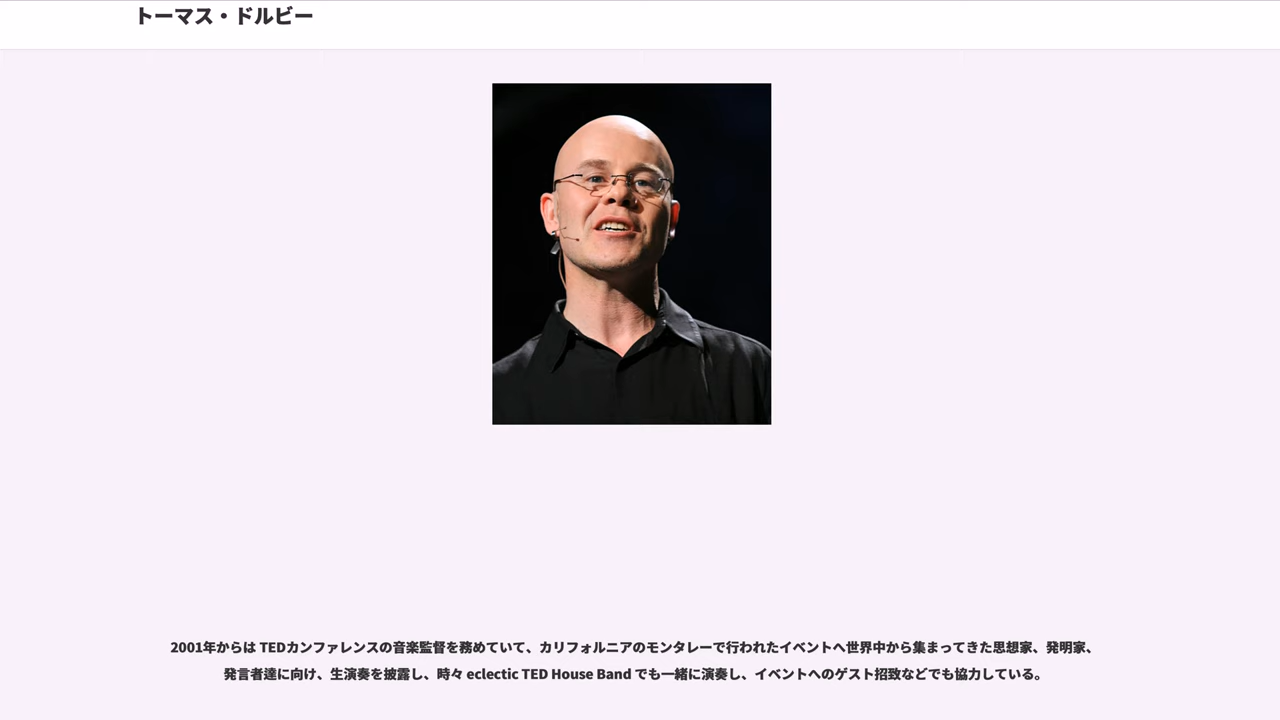 トーマス・ドルビー
2001年からは TEDカンファレンスの音楽監督を務めていて、カリフォルニアのモンタレーで行われたイベントへ世界中から集まってきた思想家、発明家、
発言者達に向け、生演奏を披露し、時々 eclectic TED House Band でも一緒に演奏し、イベントへのゲスト招致などでも協力している。